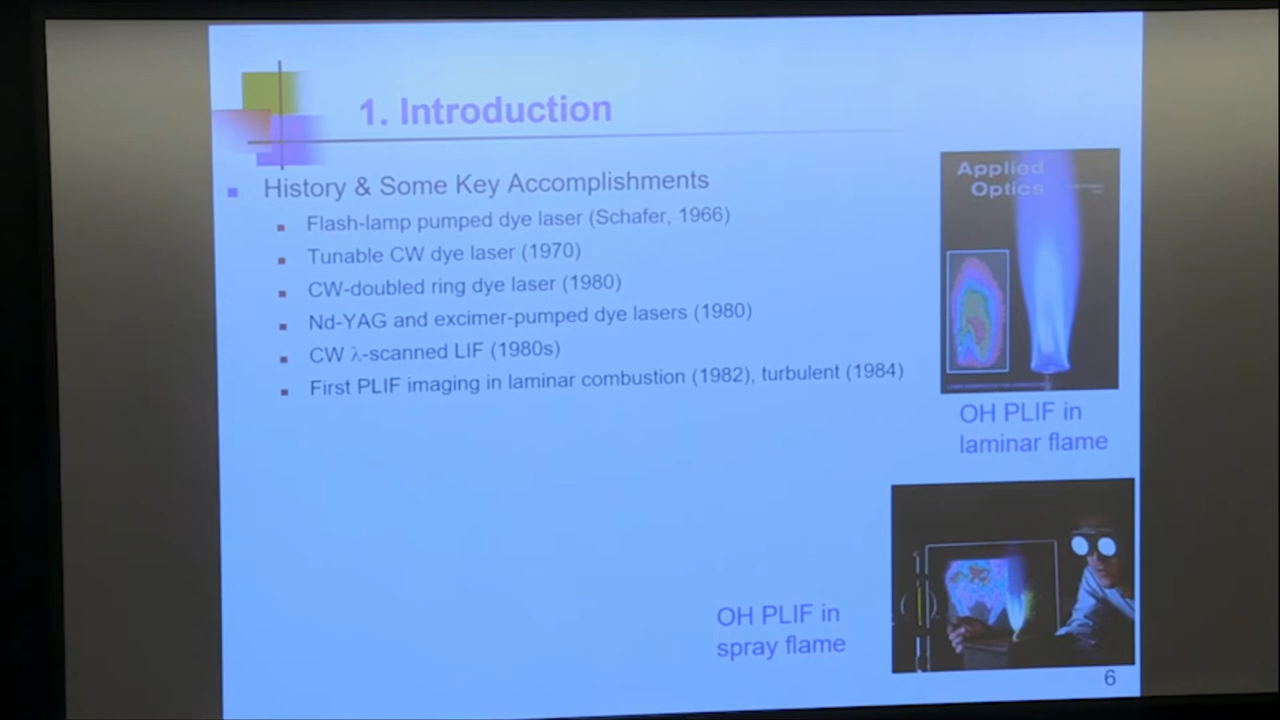 1. Introduction
History & Some Key Accomplishments
Flash-lamp pumped dye laser (Schafer, 1966)
Tunable CW dye laser (1970)
CW-doubled ring dye laser (1980)
Nd-YAG and excimer-pumped dye lasers (1980)
CW λ-scanned LIF (1980s)
First PLIF imaging in laminar combustion (1982), turbulent (1984)
Applied
Optics
OH PLIF in
laminar flame
OH PLIF in
spray flame
6